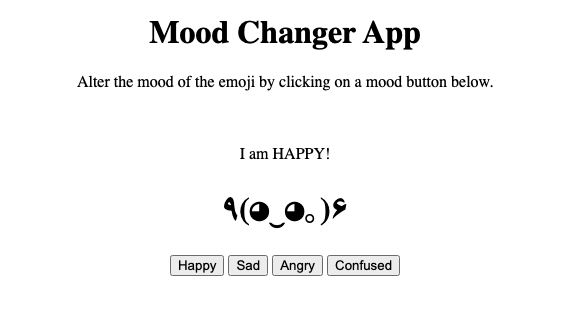 Mood Changer App
Alter the mood of the emoji by clicking on a mood button below.
I am HAPPY!
٩(◕‿◕｡)۶
Happy Sad Angry Confused